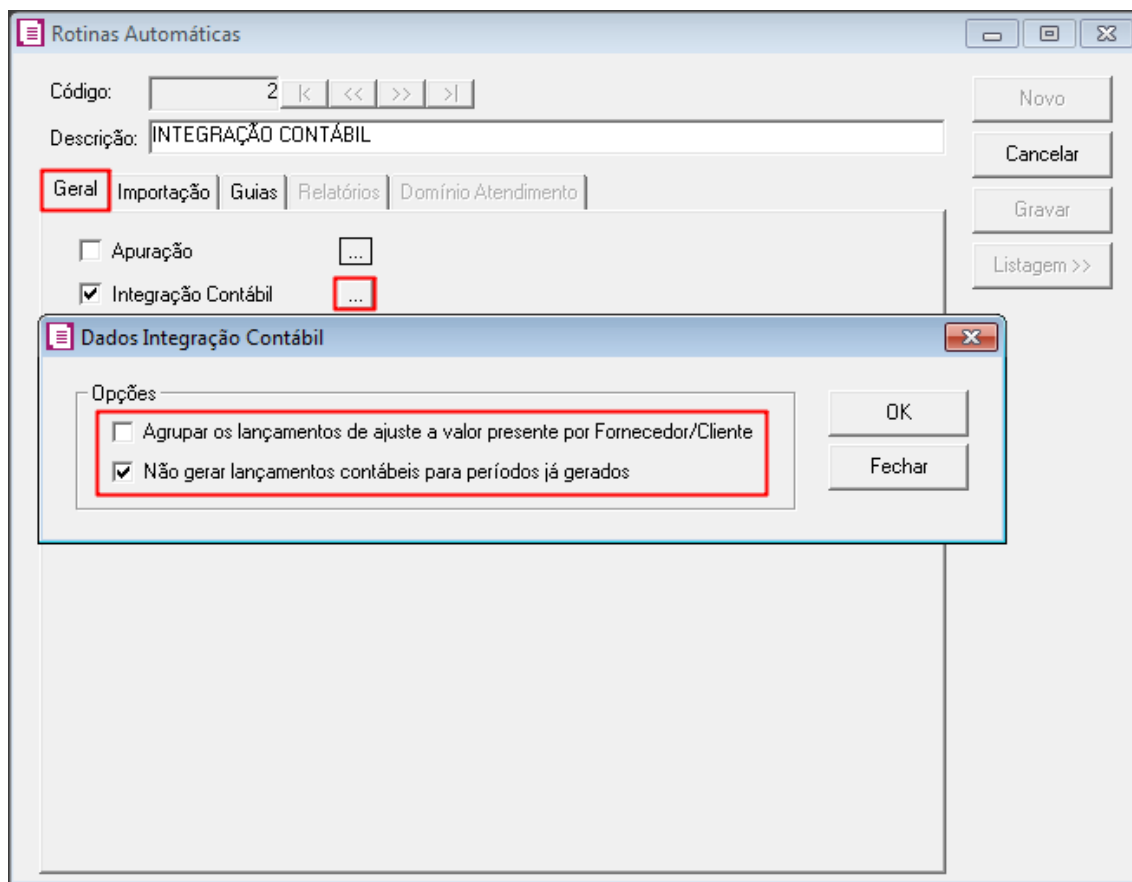 Rotinas Automáticas
Código: 2 |< << >> >|
Novo
Descrição: INTEGRAÇÃO CONTÁBIL
Cancelar
Geral Importação Guias Relatórios Domínio Atendimento
Gravar
Apuração ...
Listagem >>
Integração Contábil ...
Dados Integração Contábil
Opções
OK
Agrupar os lançamentos de ajuste a valor presente por Fornecedor/Cliente
Não gerar lançamentos contábeis para períodos já gerados
Fechar